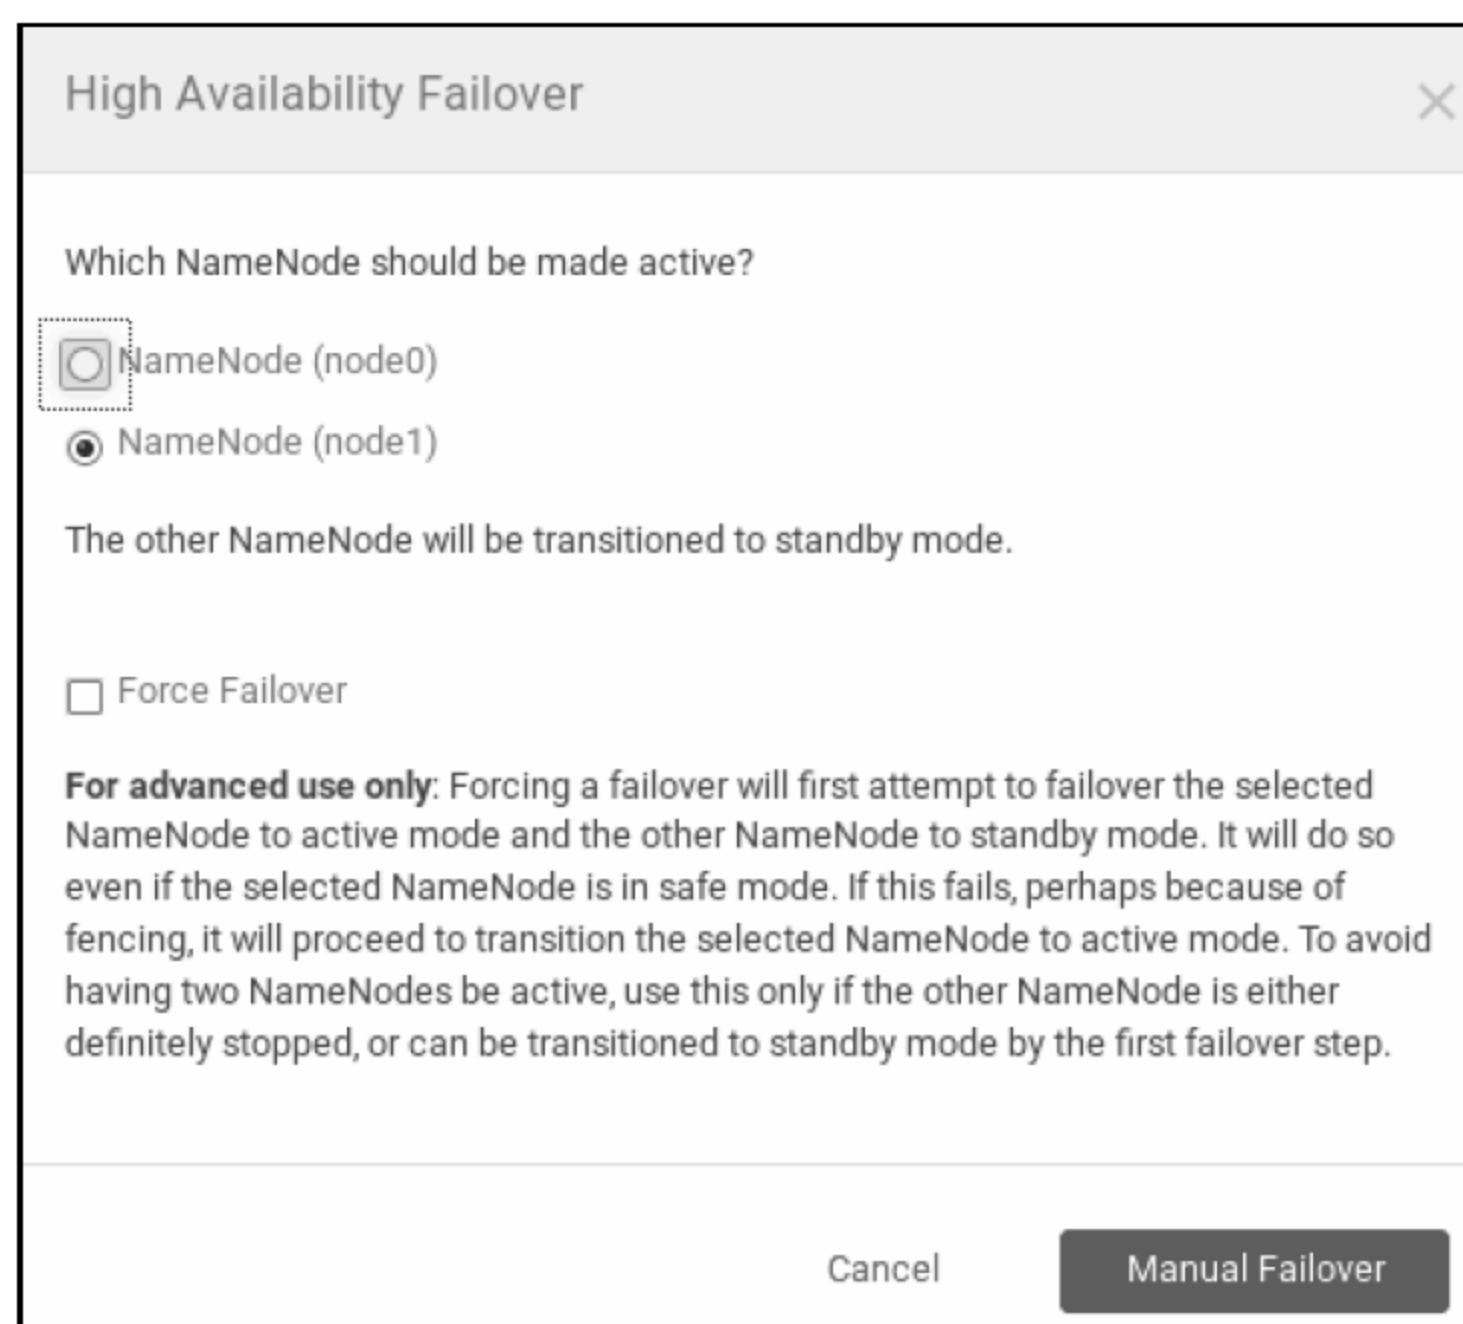 High Availability Failover
Which NameNode should be made active?
NameNode (node0)
NameNode (node1)
The other NameNode will be transitioned to standby mode.
Force Failover
For advanced use only: Forcing a failover will first attempt to failover the selected
NameNode to active mode and the other NameNode to standby mode. It will do so
even if the selected NameNode is in safe mode. If this fails, perhaps because of
fencing, it will proceed to transition the selected NameNode to active mode. To avoid
having two NameNodes be active, use this only if the other NameNode is either
definitely stopped, or can be transitioned to standby mode by the first failover step.
Cancel
Manual Failover